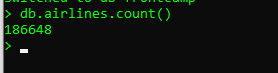 switched to db frontcamp
> db.airlines.count()
186648
>